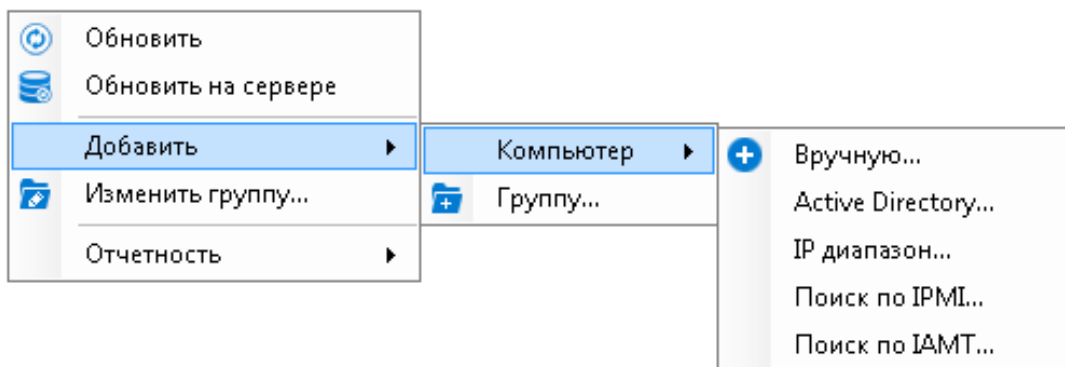 Обновить
Обновить на сервере
Добавить
Изменить группу...
Отчетность
Компьютер
Группу...
Вручную...
Active Directory...
IP диапазон...
Поиск по IPMI...
Поиск по IAMT...